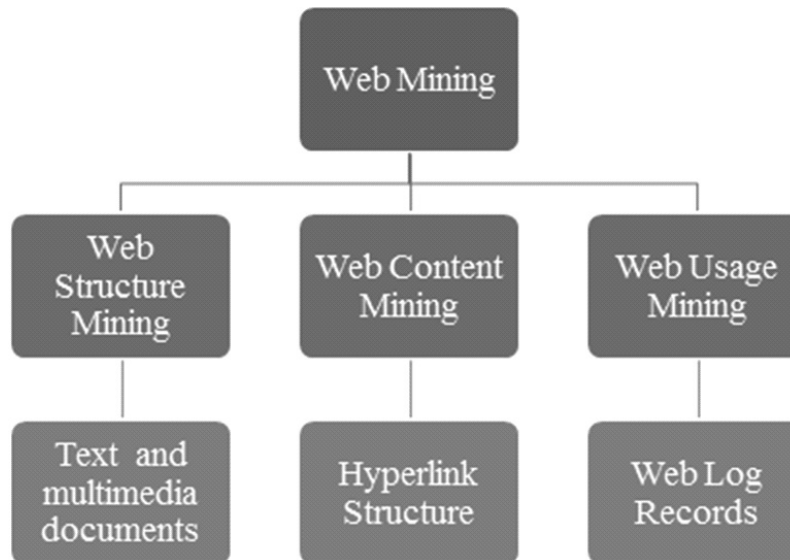 Web Mining
Web
Structure
Mining
Web Content
Mining
Web Usage
Mining
Text and
multimedia
documents
Hyperlink
Structure
Web Log
Records